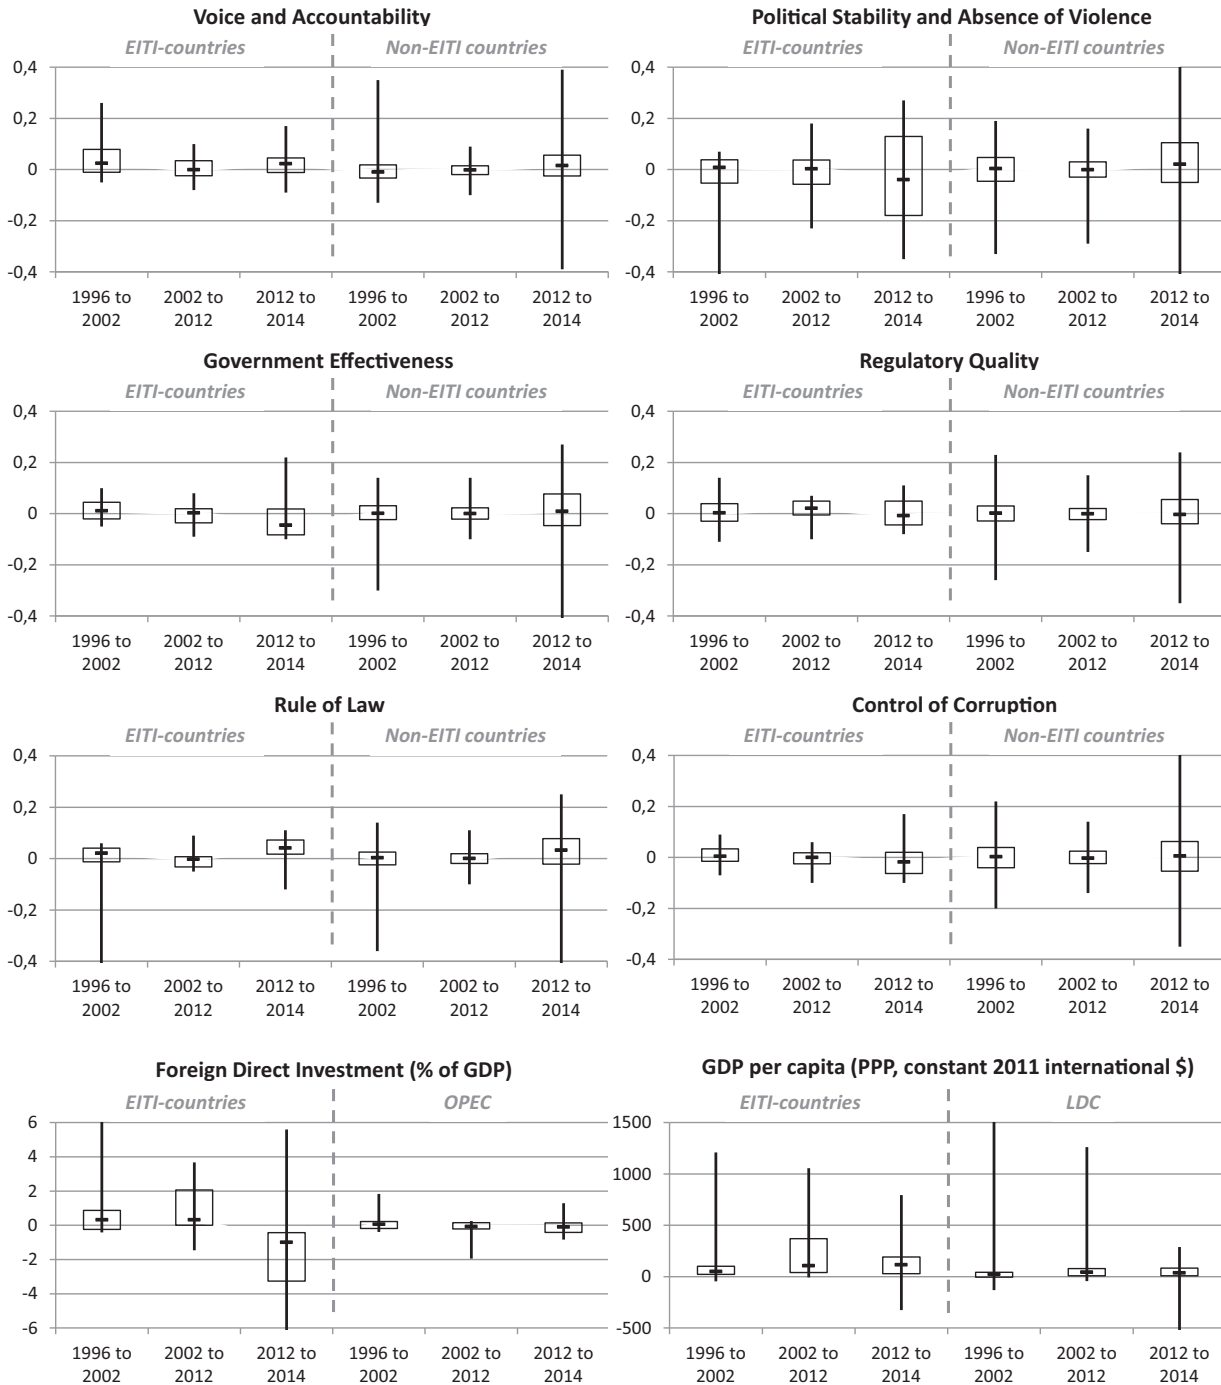 Voice and Accountability
EITI-countries Non-EITI countries
0,4
0,2
0
-0,2
-0,4
1996 to 2002 to 2012 to 1996 to 2002 to 2012 to
2002 2012 2014 2002 2012 2014
Political Stability and Absence of Violence
EITI-countries Non-EITI countries
0,4
0,2
0
-0,2
-0,4
1996 to 2002 to 2012 to 1996 to 2002 to 2012 to
2002 2012 2014 2002 2012 2014
Government Effectiveness
EITI-countries Non-EITI countries
0,4
0,2
0
-0,2
-0,4
1996 to 2002 to 2012 to 1996 to 2002 to 2012 to
2002 2012 2014 2002 2012 2014
Regulatory Quality
EITI-countries Non-EITI countries
0,4
0,2
0
-0,2
-0,4
1996 to 2002 to 2012 to 1996 to 2002 to 2012 to
2002 2012 2014 2002 2012 2014
Rule of Law
EITI-countries Non-EITI countries
0,4
0,2
0
-0,2
-0,4
1996 to 2002 to 2012 to 1996 to 2002 to 2012 to
2002 2012 2014 2002 2012 2014
Control of Corruption
EITI-countries Non-EITI countries
0,4
0,2
0
-0,2
-0,4
1996 to 2002 to 2012 to 1996 to 2002 to 2012 to
2002 2012 2014 2002 2012 2014
Foreign Direct Investment (% of GDP)
EITI-countries OPEC
6
4
2
0
-2
-4
-6
1996 to 2002 to 2012 to 1996 to 2002 to 2012 to
2002 2012 2014 2002 2012 2014
GDP per capita (PPP, constant 2011 international $)
EITI-countries LDC
1500
1000
500
0
-500
1996 to 2002 to 2012 to 1996 to 2002 to 2012 to
2002 2012 2014 2002 2012 2014